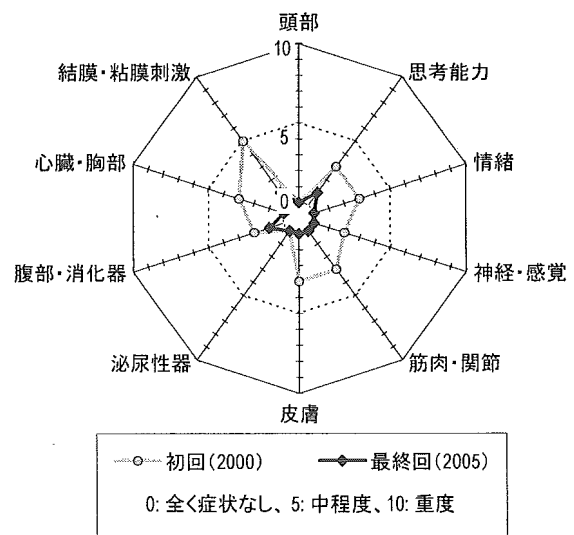 頭部
10
結膜・粘膜刺激
思考能力
5
心臓・胸部
情緒
0
腹部・消化器
神経・感覚
泌尿性器
筋肉・関節
皮膚
初回(2000) 最終回(2005)
0: 全く症状なし、5: 中程度、10: 重度